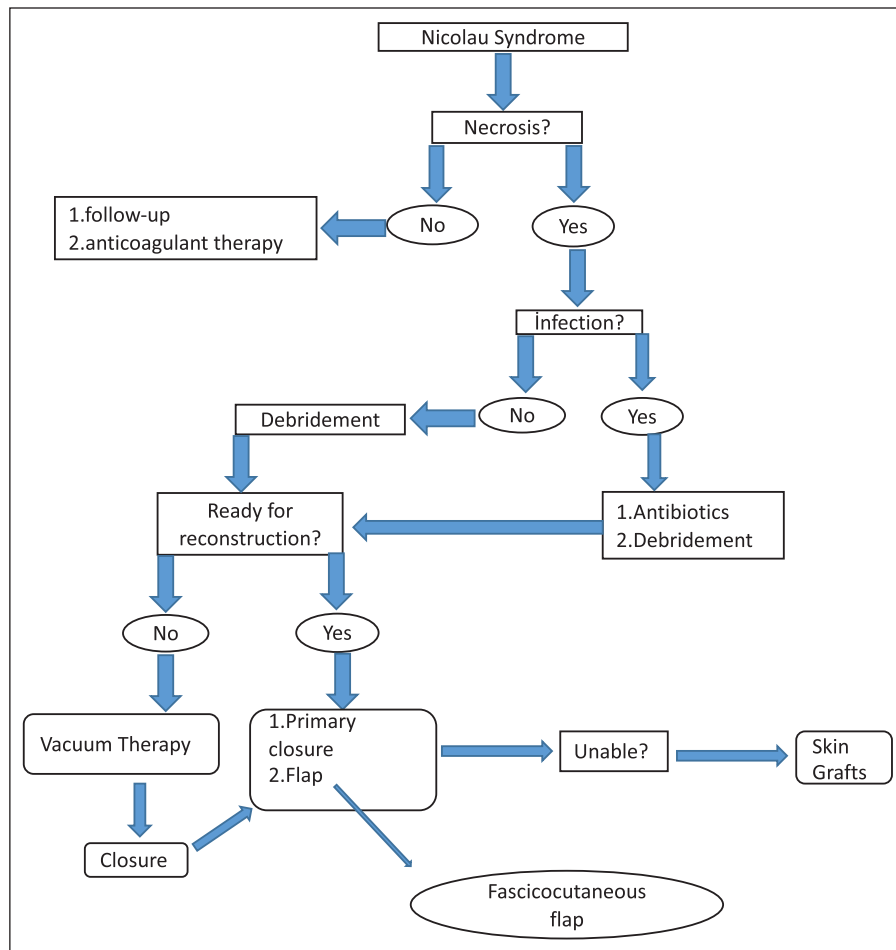 Nicolau Syndrome
Necrosis?
No
Yes
1.follow-up
2.anticoagulant therapy
İnfection?
No
Yes
Debridement
Ready for
reconstruction?
1.Antibiotics
2.Debridement
No
Yes
Vacuum Therapy
1.Primary
closure
2.Flap
Unable?
Skin
Grafts
Closure
Fascicocutaneous
flap